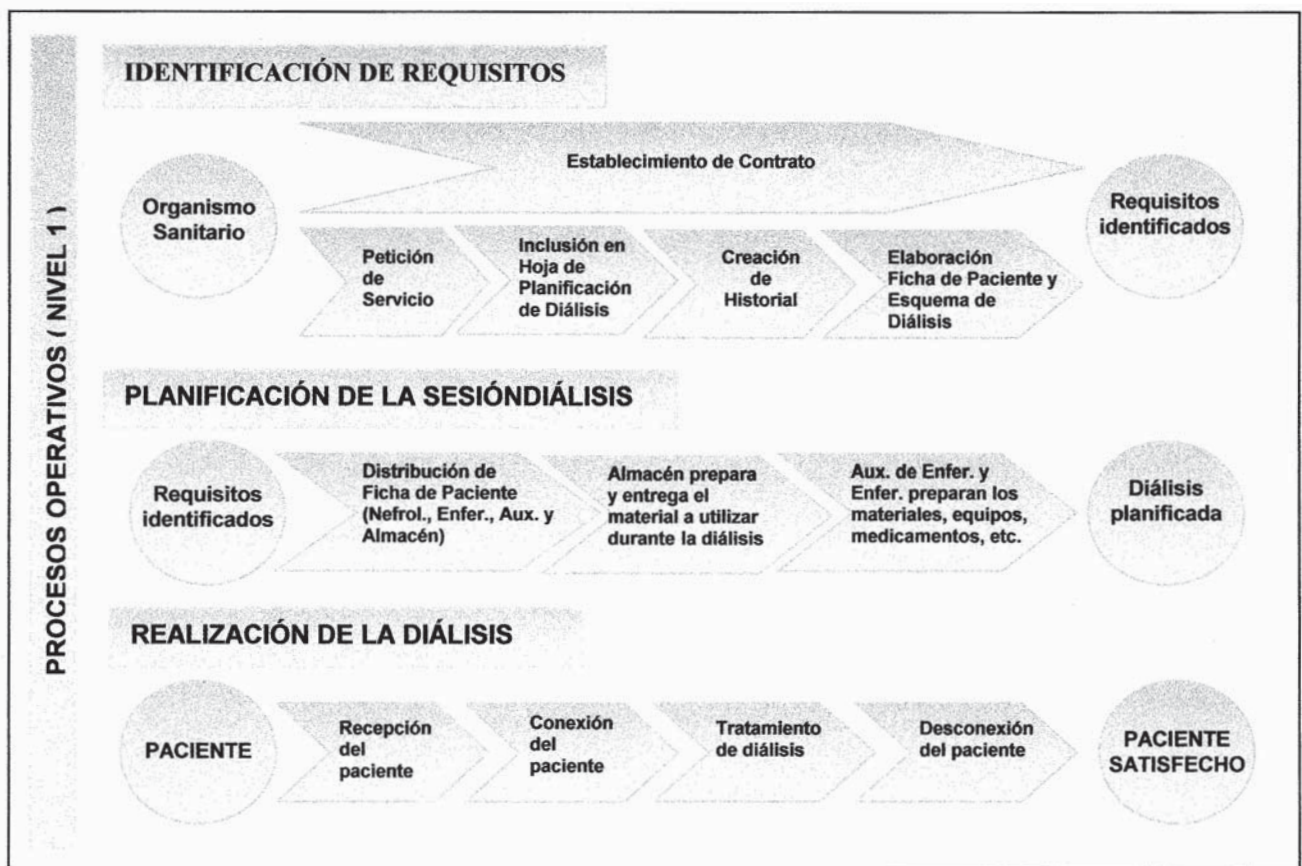 PROCESOS OPERATIVOS ( NIVEL 1 )
IDENTIFICACIÓN DE REQUISITOS
Establecimiento de Contrato
Organismo
Sanitario
Requisitos
identificados
Petición
de
Servicio
Inclusión en
Hoja de
Planificación
de Diálisis
Creación
de
Historial
Elaboración
Ficha de Paciente y
Esquema de
Diálisis
PLANIFICACIÓN DE LA SESIÓNDIÁLISIS
Requisitos
identificados
Distribución de
Ficha de Paciente
(Nefrol., Enfer., Aux. y
Almacén)
Almacén prepara
y entrega el
material a utilizar
durante la diálisis
Aux. de Enfer. y
Enfer. preparan los
materiales, equipos,
medicamentos, etc.
Diálisis
planificada
REALIZACIÓN DE LA DIÁLISIS
PACIENTE
Recepción
del
paciente
Conexión
del
paciente
Tratamiento
de diálisis
Desconexión
del paciente
PACIENTE
SATISFECHO